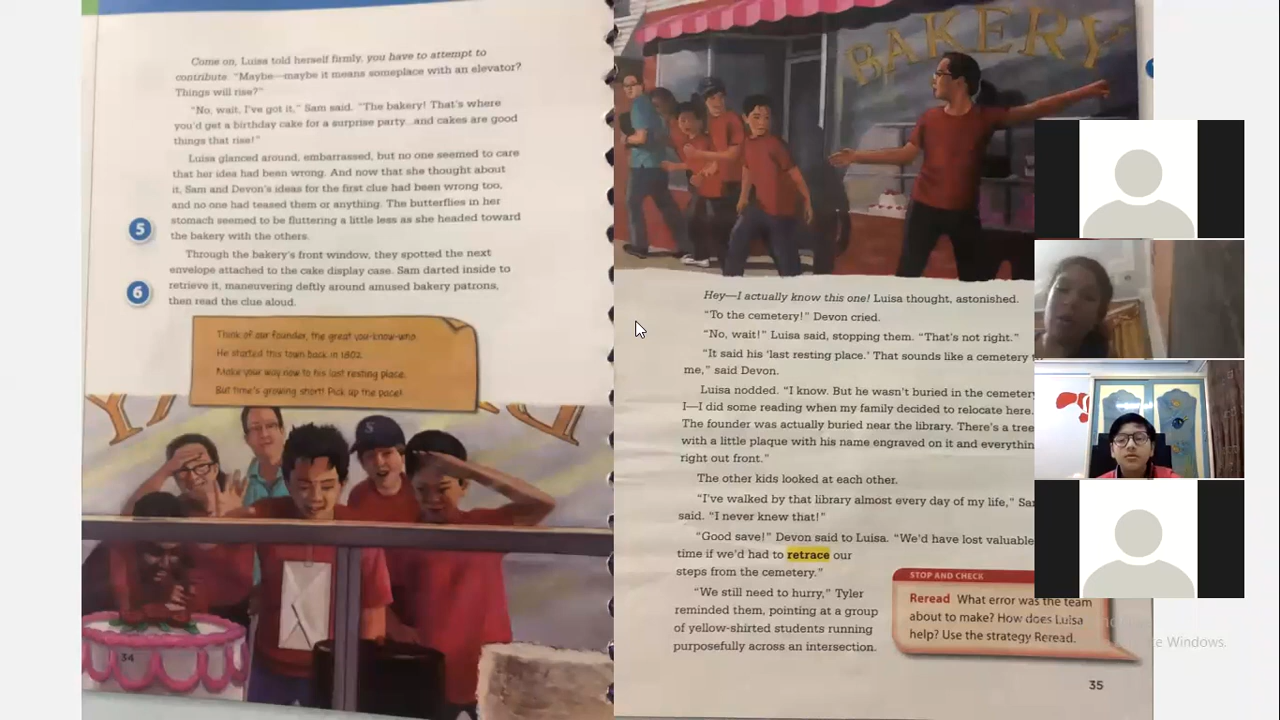 Come on, Luisa told herself firmly, you have to attempt to
contribute. "Maybe—maybe it means someplace with an elevator?
Things will rise?"
"No, wait, I've got it," Sam said. "The bakery! That's where
you'd get a birthday cake for a surprise party...and cakes are good
things that rise!"
Luisa glanced around, embarrassed, but no one seemed to care
that her idea had been wrong. And now that she thought about
it, Sam and Devon's ideas for the first clue had been wrong too,
and no one had teased them or anything. The butterflies in her
stomach seemed to be fluttering a little less as she headed toward
the bakery with the others.
5
Through the bakery's front window, they spotted the next
envelope attached to the cake display case. Sam darted inside to
retrieve it, maneuvering deftly around amused bakery patrons,
then read the clue aloud.
6
Think of our founder, the great you-know-who.
He started this town back in 1802.
Make your way now to his last resting place.
But time's growing short! Pick up the pace!
34
BAKERY
Hey—I actually know this one! Luisa thought, astonished.
"To the cemetery!" Devon cried.
"No, wait!" Luisa said, stopping them. "That's not right."
"It said his 'last resting place.' That sounds like a cemetery
me," said Devon.
Luisa nodded. "I know. But he wasn't buried in the cemetery
I—I did some reading when my family decided to relocate here.
The founder was actually buried near the library. There's a tree
with a little plaque with his name engraved on it and everythin
right out front."
The other kids looked at each other.
"I've walked by that library almost every day of my life," Sa
said. "I never knew that!"
"Good save!" Devon said to Luisa. "We'd have lost valuable
time if we'd had to retrace our
steps from the cemetery."
"We still need to hurry," Tyler
reminded them, pointing at a group
of yellow-shirted students running
purposefully across an intersection.
STOP AND CHECK
Reread What error was the team
about to make? How does Luisa
help? Use the strategy Reread.
35
Windows.